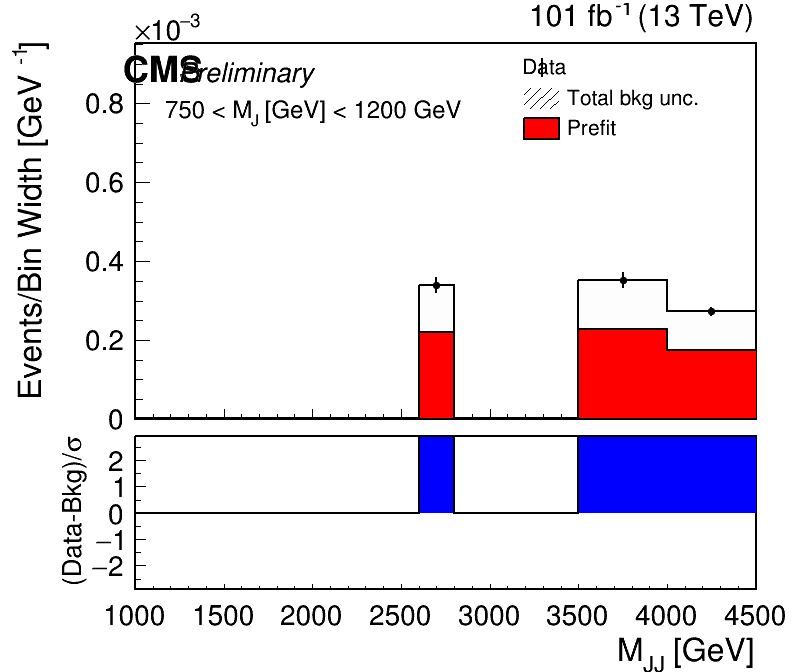 ×10⁻³
101 fb⁻¹ (13 TeV)
CMS Preliminary
Data
750 < M_J [GeV] < 1200 GeV
Total bkg unc.
Prefit
Events/Bin Width [GeV⁻¹]
0.8
0.6
0.4
0.2
0
(Data-Bkg)/σ
2
1
0
−1
−2
1000 1500 2000 2500 3000 3500 4000 4500
M_JJ [GeV]